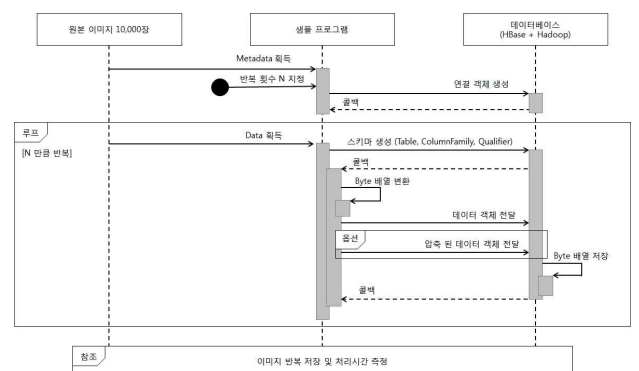 원본 이미지 10,000장
샘플 프로그램
데이터베이스
(HBase + Hadoop)
Metadata 획득
반복 횟수 N 지정
연결 객체 생성
콜백
루프
Data 획득
스키마 생성 (Table, ColumnFamily, Qualifier)
[N 만큼 반복]
콜백
Byte 배열 변환
데이터 객체 전달
옵션
압축 된 데이터 객체 전달
Byte 배열 저장
콜백
참조
이미지 반복 저장 및 처리시간 측정